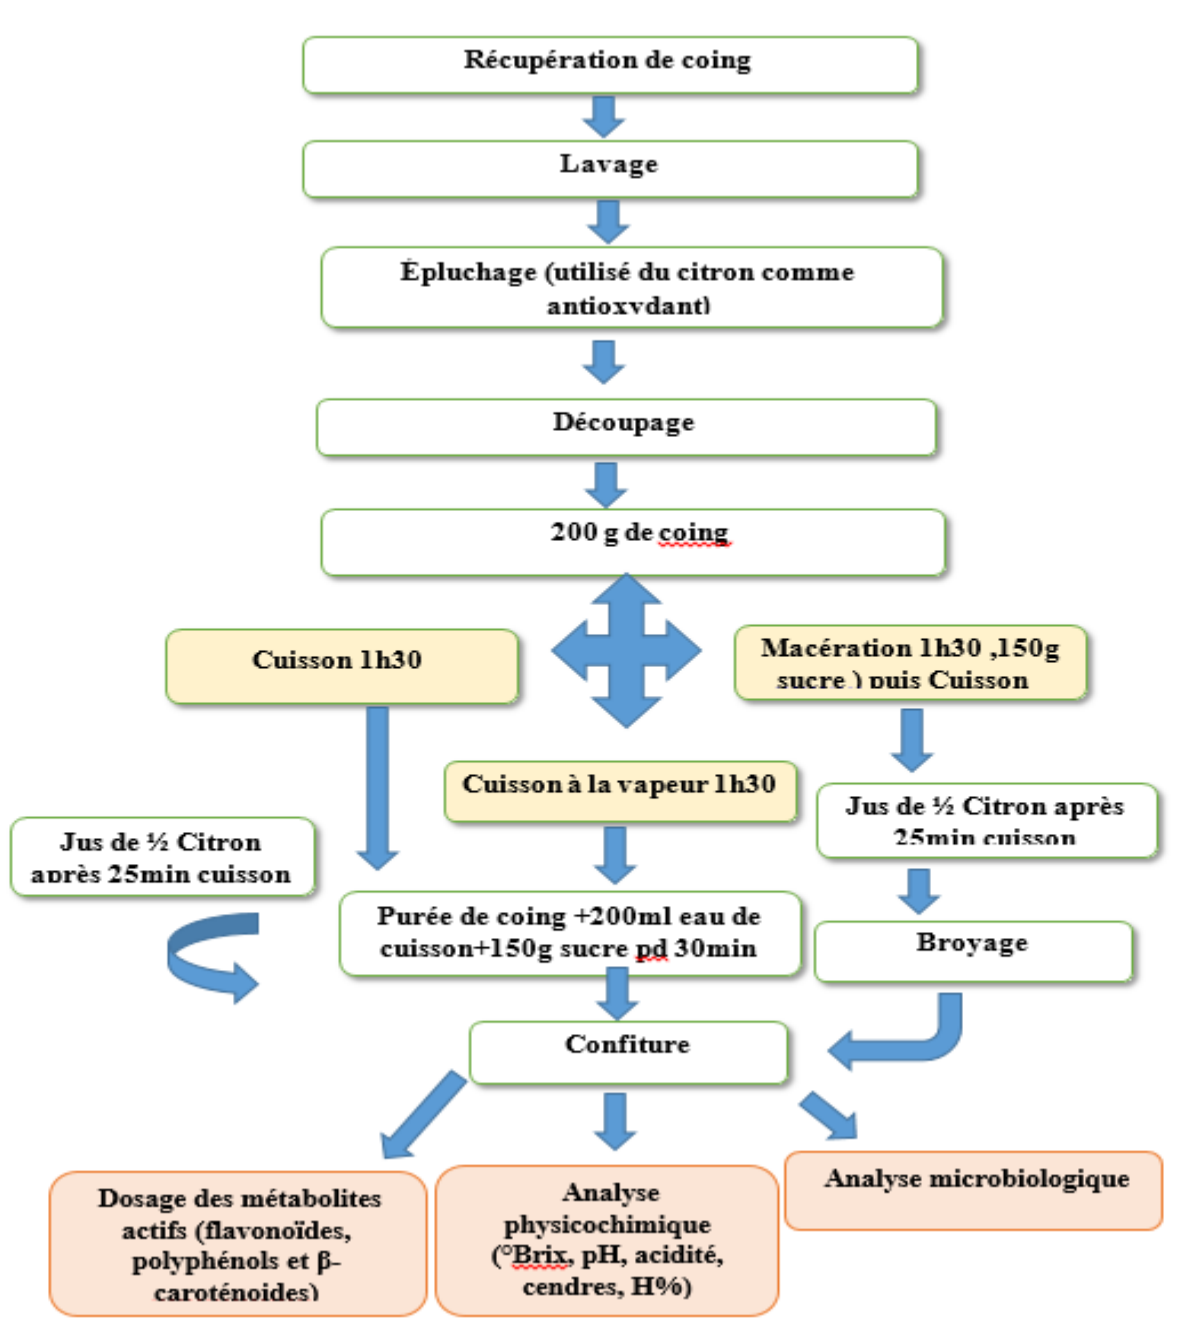 Récupération de coing
Lavage
Épluchage (utilisé du citron comme
antioxydant)
Découpage
200 g de coing
Cuisson 1h30
Macération 1h30 ,150g
sucre.) puis Cuisson
Cuisson à la vapeur 1h30
Jus de ½ Citron après
25min cuisson
Jus de ½ Citron
après 25min cuisson
Purée de coing +200ml eau de
cuisson+150g sucre pd 30min
Broyage
Confiture
Dosage des métabolites
actifs (flavonoïdes,
polyphénols et β-
caroténoides)
Analyse
physicochimique
(°Brix, pH, acidité,
cendres, H%)
Analyse microbiologique